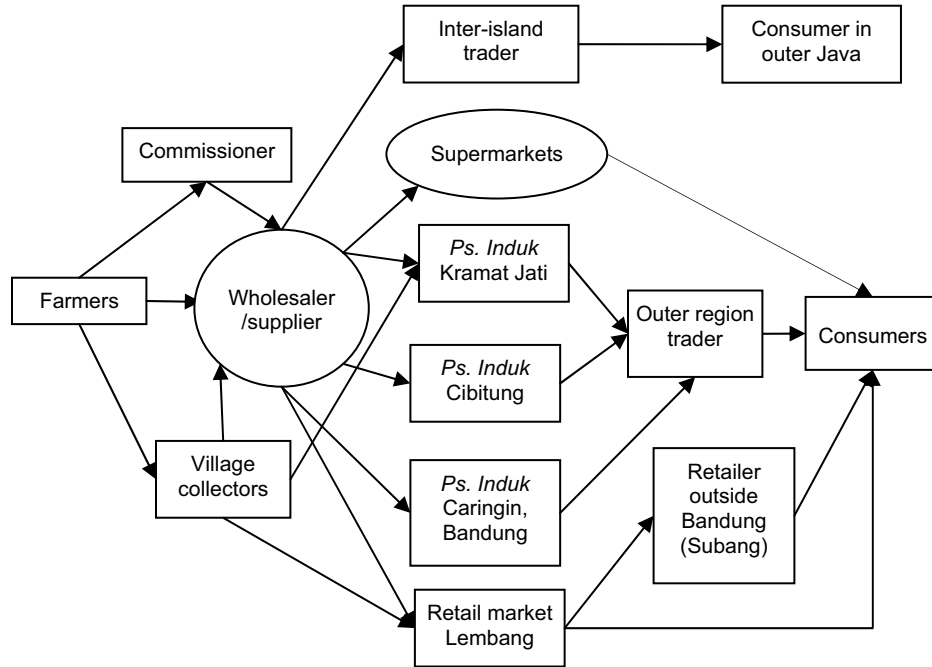 Inter-island
trader
Consumer in
outer Java
Commissioner
Supermarkets
Ps. Induk
Kramat Jati
Farmers
Wholesaler
/supplier
Outer region
trader
Consumers
Ps. Induk
Cibitung
Village
collectors
Ps. Induk
Caringin,
Bandung
Retailer
outside
Bandung
(Subang)
Retail market
Lembang